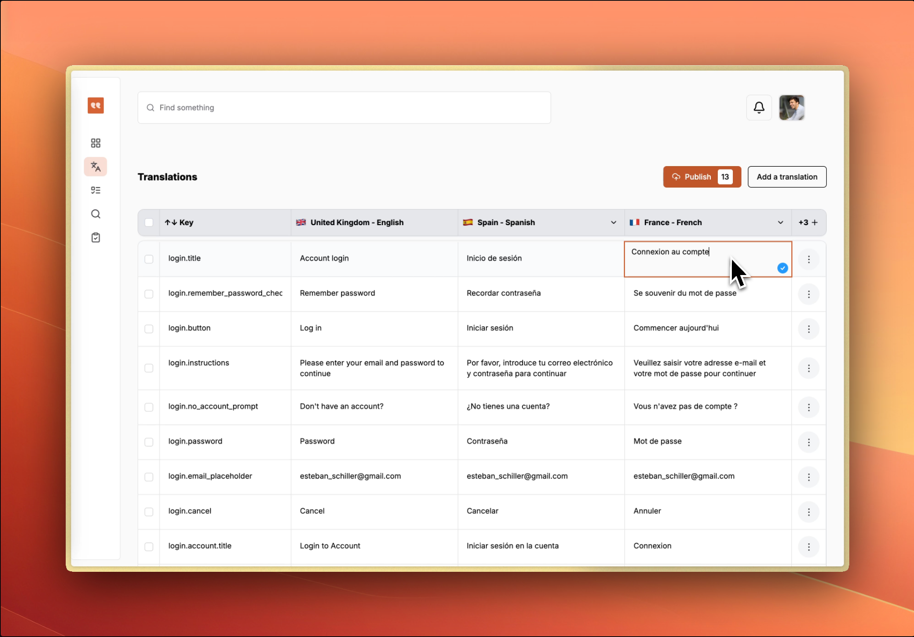 Find something
Translations
Publish 13
Add a translation
Key
United Kingdom - English
Spain - Spanish
France - French
+3 +
login.title
Account login
Inicio de sesión
Connexion au compte
login.remember_password_chec
Remember password
Recordar contraseña
Se souvenir du mot de passe
login.button
Log in
Iniciar sesión
Commencer aujourd'hui
login.instructions
Please enter your email and password to
continue
Por favor, introduce tu correo electrónico
y contraseña para continuar
Veuillez saisir votre adresse e-mail et
votre mot de passe pour continuer
login.no_account_prompt
Don't have an account?
¿No tienes una cuenta?
Vous n'avez pas de compte ?
login.password
Password
Contraseña
Mot de passe
login.email_placeholder
esteban_schiller@gmail.com
esteban_schiller@gmail.com
esteban_schiller@gmail.com
login.cancel
Cancel
Cancelar
Annuler
login.account.title
Login to Account
Iniciar sesión en la cuenta
Connexion